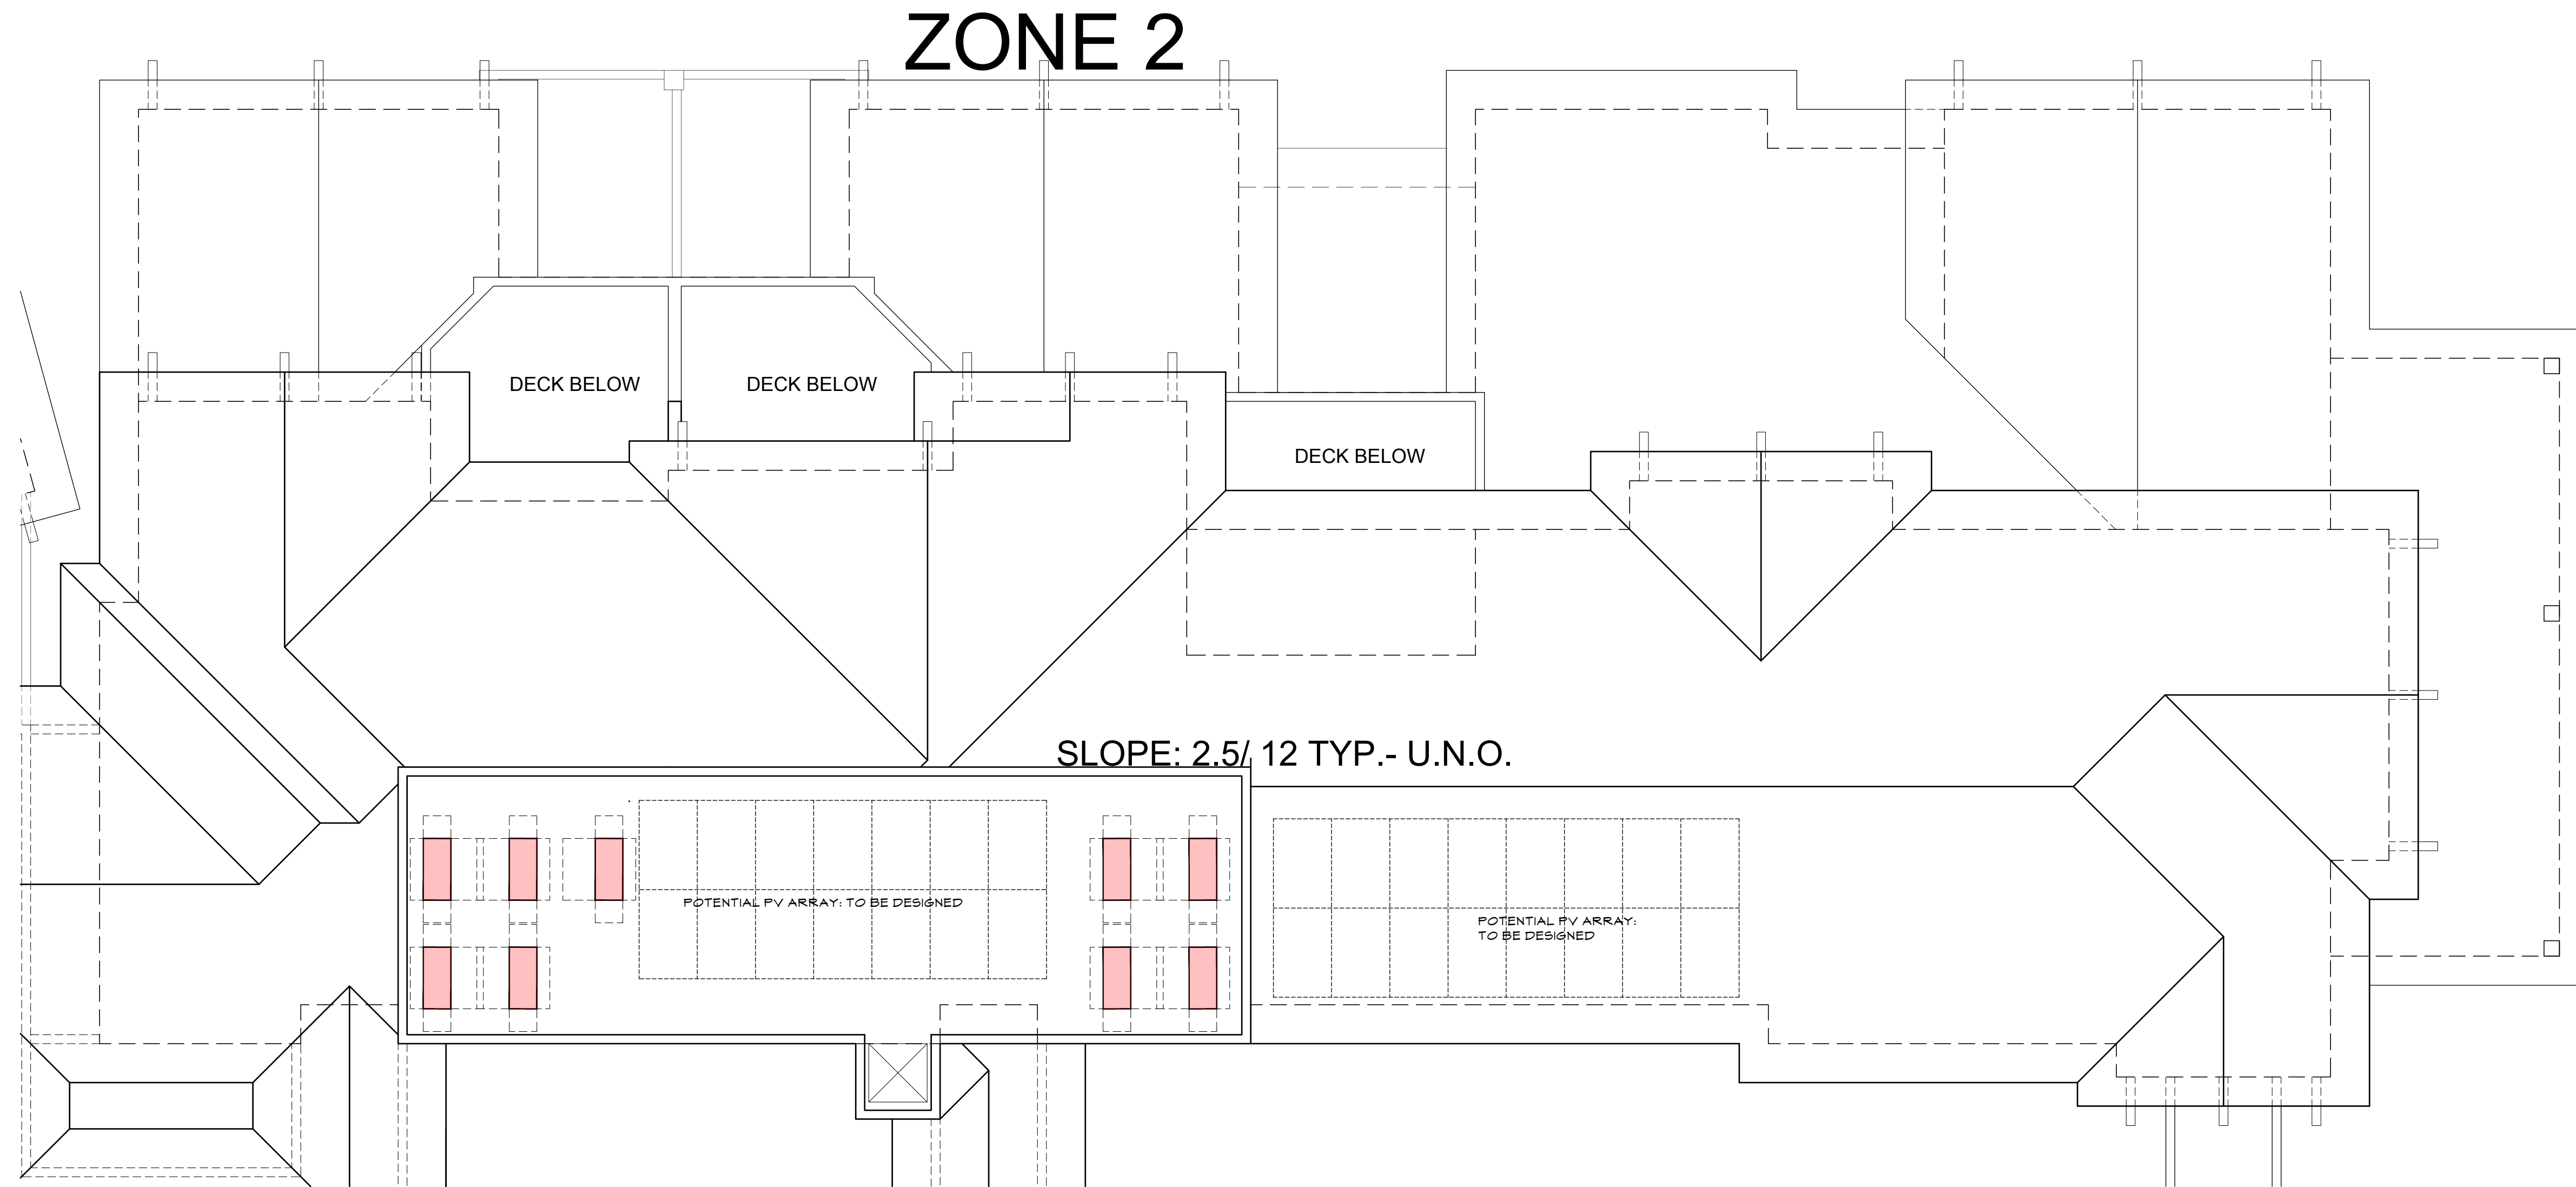 ZONE 2
DECK BELOW
DECK BELOW
DECK BELOW
SLOPE: 2.5/ 12 TYP.- U.N.O.
POTENTIAL PV ARRAY: TO BE DESIGNED
POTENTIAL PV ARRAY:
TO BE DESIGNED